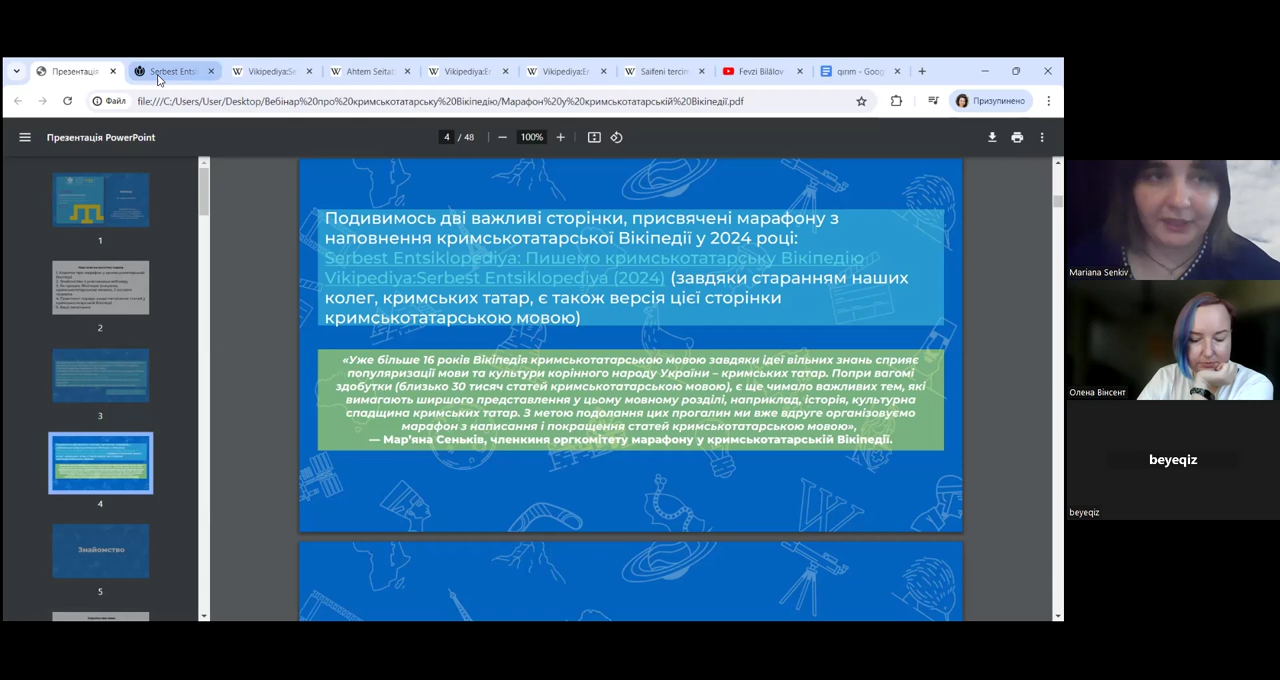 Презентація
Serbest Entsi
Vikipediya:Se
Ahtem Seitab
Vikipediya:Er
Vikipediya:Er
Saifeni tercim
Fevzi Bilâlov
qırım - Goog
Файл
file:///C:/Users/User/Desktop/Вебінар%20про%20кримськотатарську%20Вікіпедію/Марафон%20у%20кримськотатарській%20Вікіпедії.pdf
Призупинено
Презентація PowerPoint
4 / 48
100%
1
2
3
4
Знайомство
5
Подивимось дві важливі сторінки, присвячені марафону з
наповнення кримськотатарської Вікіпедії у 2024 році:
Serbest Entsiklopediya: Пишемо кримськотатарську Вікіпедію
Vikipediya:Serbest Entsiklopediya (2024) (завдяки старанням наших
колег, кримських татар, є також версія цієї сторінки
кримськотатарською мовою)
«Уже більше 16 років Вікіпедія кримськотатарською мовою завдяки ідеї вільних знань сприяє
популяризації мови та культури корінного народу України – кримських татар. Попри вагомі
здобутки (близько 30 тисяч статей кримськотатарською мовою), є ще чимало важливих тем, які
вимагають ширшого представлення у цьому мовному розділі, наприклад, історія, культурна
спадщина кримських татар. З метою подолання цих прогалин ми вже вдруге організовуємо
марафон з написання і покращення статей кримськотатарською мовою»,
— Мар’яна Сеньків, членкиня оргкомітету марафону у кримськотатарській Вікіпедії.
Mariana Senkiv
Олена Вінсент
beyeqiz
beyeqiz